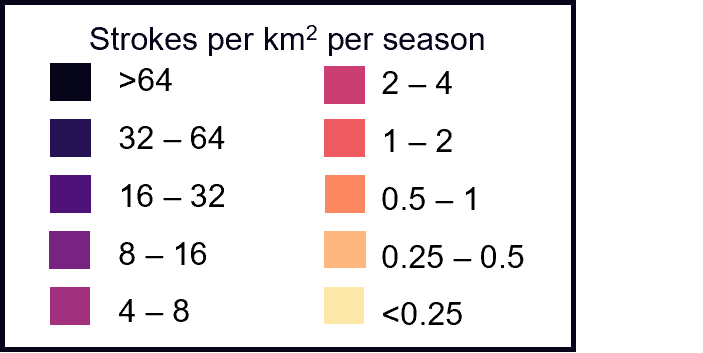 Strokes per km² per season
>64
32 – 64
16 – 32
8 – 16
4 – 8
2 – 4
1 – 2
0.5 – 1
0.25 – 0.5
<0.25